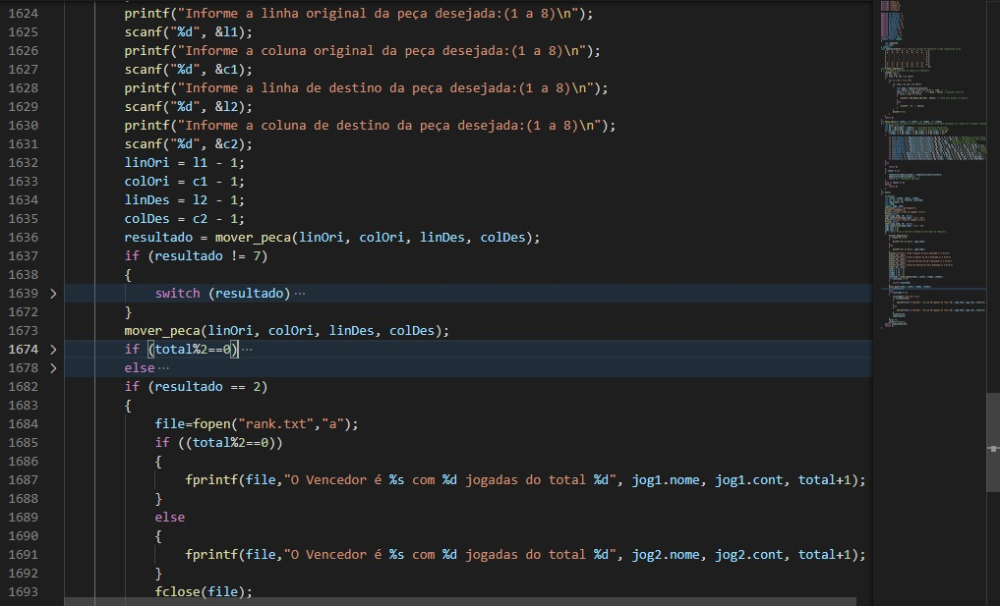 1624 printf("Informe a linha original da peça desejada:(1 a 8)\n");
1625 scanf("%d", &l1);
1626 printf("Informe a coluna original da peça desejada:(1 a 8)\n");
1627 scanf("%d", &c1);
1628 printf("Informe a linha de destino da peça desejada:(1 a 8)\n");
1629 scanf("%d", &l2);
1630 printf("Informe a coluna de destino da peça desejada:(1 a 8)\n");
1631 scanf("%d", &c2);
1632 linOri = l1 - 1;
1633 colOri = c1 - 1;
1634 linDes = l2 - 1;
1635 colDes = c2 - 1;
1636 resultado = mover_peca(linOri, colOri, linDes, colDes);
1637 if (resultado != 7)
1638 {
1639 switch (resultado) ···
1672 }
1673 mover_peca(linOri, colOri, linDes, colDes);
1674 if (total%2==0) ···
1678 else ···
1682 if (resultado == 2)
1683 {
1684 file=fopen("rank.txt","a");
1685 if ((total%2==0))
1686 {
1687 fprintf(file,"O Vencedor é %s com %d jogadas do total %d", jog1.nome, jog1.cont, total+1);
1688 }
1689 else
1690 {
1691 fprintf(file,"O Vencedor é %s com %d jogadas do total %d", jog2.nome, jog2.cont, total+1);
1692 }
1693 fclose(file);